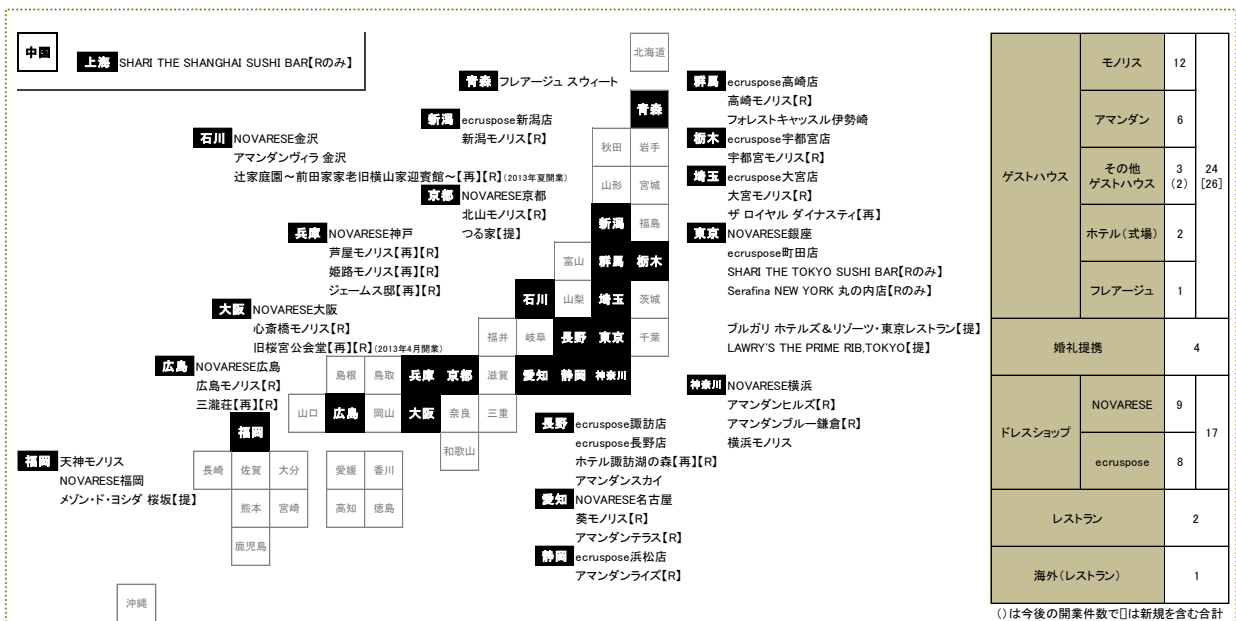 中国
上海 SHARI THE SHANGHAI SUSHI BAR【Rのみ】
青森 フレアージュ スウィート
新潟 ecruspose新潟店
新潟モノリス【R】
石川 NOVARESE金沢
アマンダンヴィラ 金沢
辻家庭園～前田家家老旧横山家迎賓館～【再】【R】(2013年夏開業)
京都 NOVARESE京都
北山モノリス【R】
つる家【提】
兵庫 NOVARESE神戸
芦屋モノリス【再】【R】
姫路モノリス【再】【R】
ジェームス邸【再】【R】
大阪 NOVARESE大阪
心斎橋モノリス【R】
旧桜宮公会堂【再】【R】(2013年4月開業)
広島 NOVARESE広島
広島モノリス【R】
三瀧荘【再】【R】
福岡 天神モノリス
NOVARESE福岡
メゾン・ド・ヨシダ 桜坂【提】
北海道
青森
秋田 岩手
山形 宮城
新潟 福島
富山 群馬 栃木
石川 山梨 埼玉 茨城
福井 岐阜 長野 東京 千葉
島根 鳥取 兵庫 京都 滋賀 愛知 静岡 神奈川
山口 広島 岡山 大阪 奈良 三重
福岡 和歌山
長崎 佐賀 大分 愛媛 香川
熊本 宮崎 高知 徳島
鹿児島
沖縄
群馬 ecruspose高崎店
高崎モノリス【R】
フォレストキャッスル伊勢崎
栃木 ecruspose宇都宮店
宇都宮モノリス【R】
埼玉 ecruspose大宮店
大宮モノリス【R】
ザ ロイヤル ダイナスティ【再】
東京 NOVARESE銀座
ecruspose町田店
SHARI THE TOKYO SUSHI BAR【Rのみ】
Serafina NEW YORK 丸の内店【Rのみ】
ブルガリ ホテルズ＆リゾーツ・東京レストラン【提】
LAWRY'S THE PRIME RIB,TOKYO【提】
神奈川 NOVARESE横浜
アマンダンヒルズ【R】
アマンダンブルー鎌倉【R】
横浜モノリス
長野 ecruspose諏訪店
ecruspose長野店
ホテル諏訪湖の森【再】【R】
アマンダンスカイ
愛知 NOVARESE名古屋
葵モノリス【R】
アマンダンテラス【R】
静岡 ecruspose浜松店
アマンダンライズ【R】
ゲストハウス
モノリス 12
アマンダン 6
その他
ゲストハウス 3
(2)
ホテル(式場) 2
フレアージュ 1
24
[26]
婚礼提携 4
ドレスショップ
NOVARESE 9
ecruspose 8
17
レストラン 2
海外(レストラン) 1
()は今後の開業件数で[]は新規を含む合計